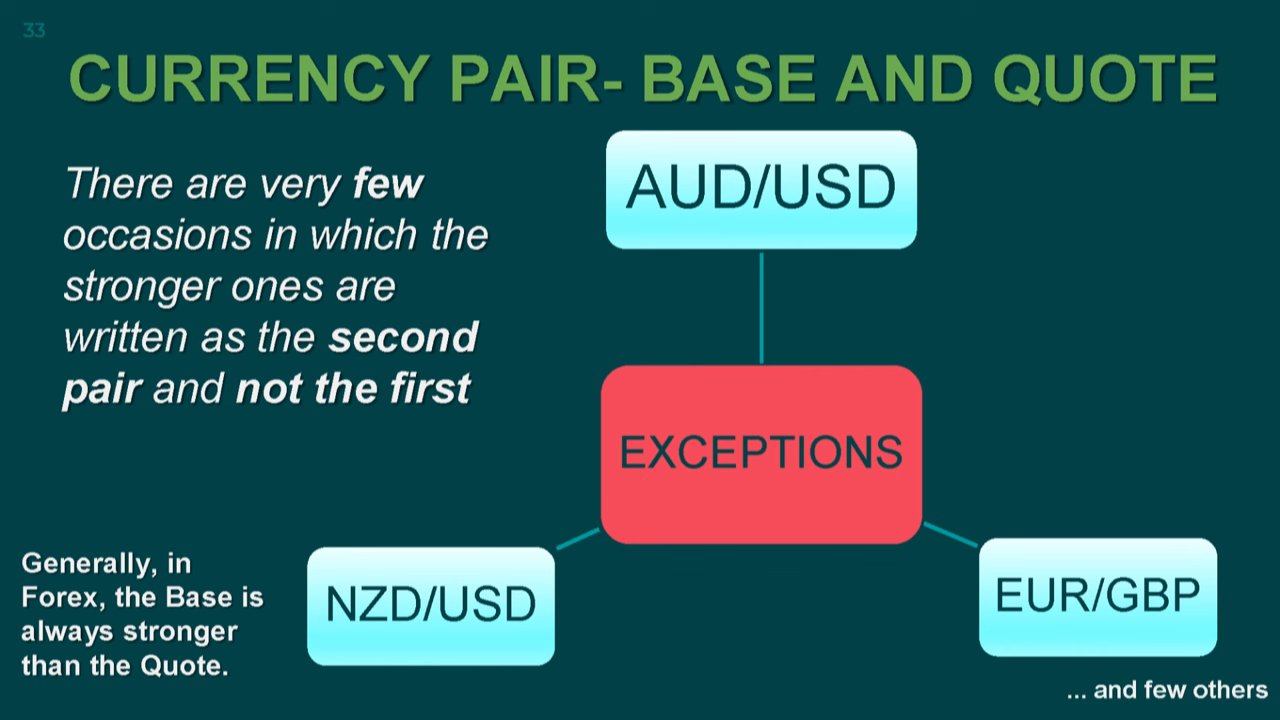 33
CURRENCY PAIR- BASE AND QUOTE
There are very few
occasions in which the
stronger ones are
written as the second
pair and not the first
AUD/USD
EXCEPTIONS
NZD/USD
EUR/GBP
Generally, in
Forex, the Base is
always stronger
than the Quote.
... and few others